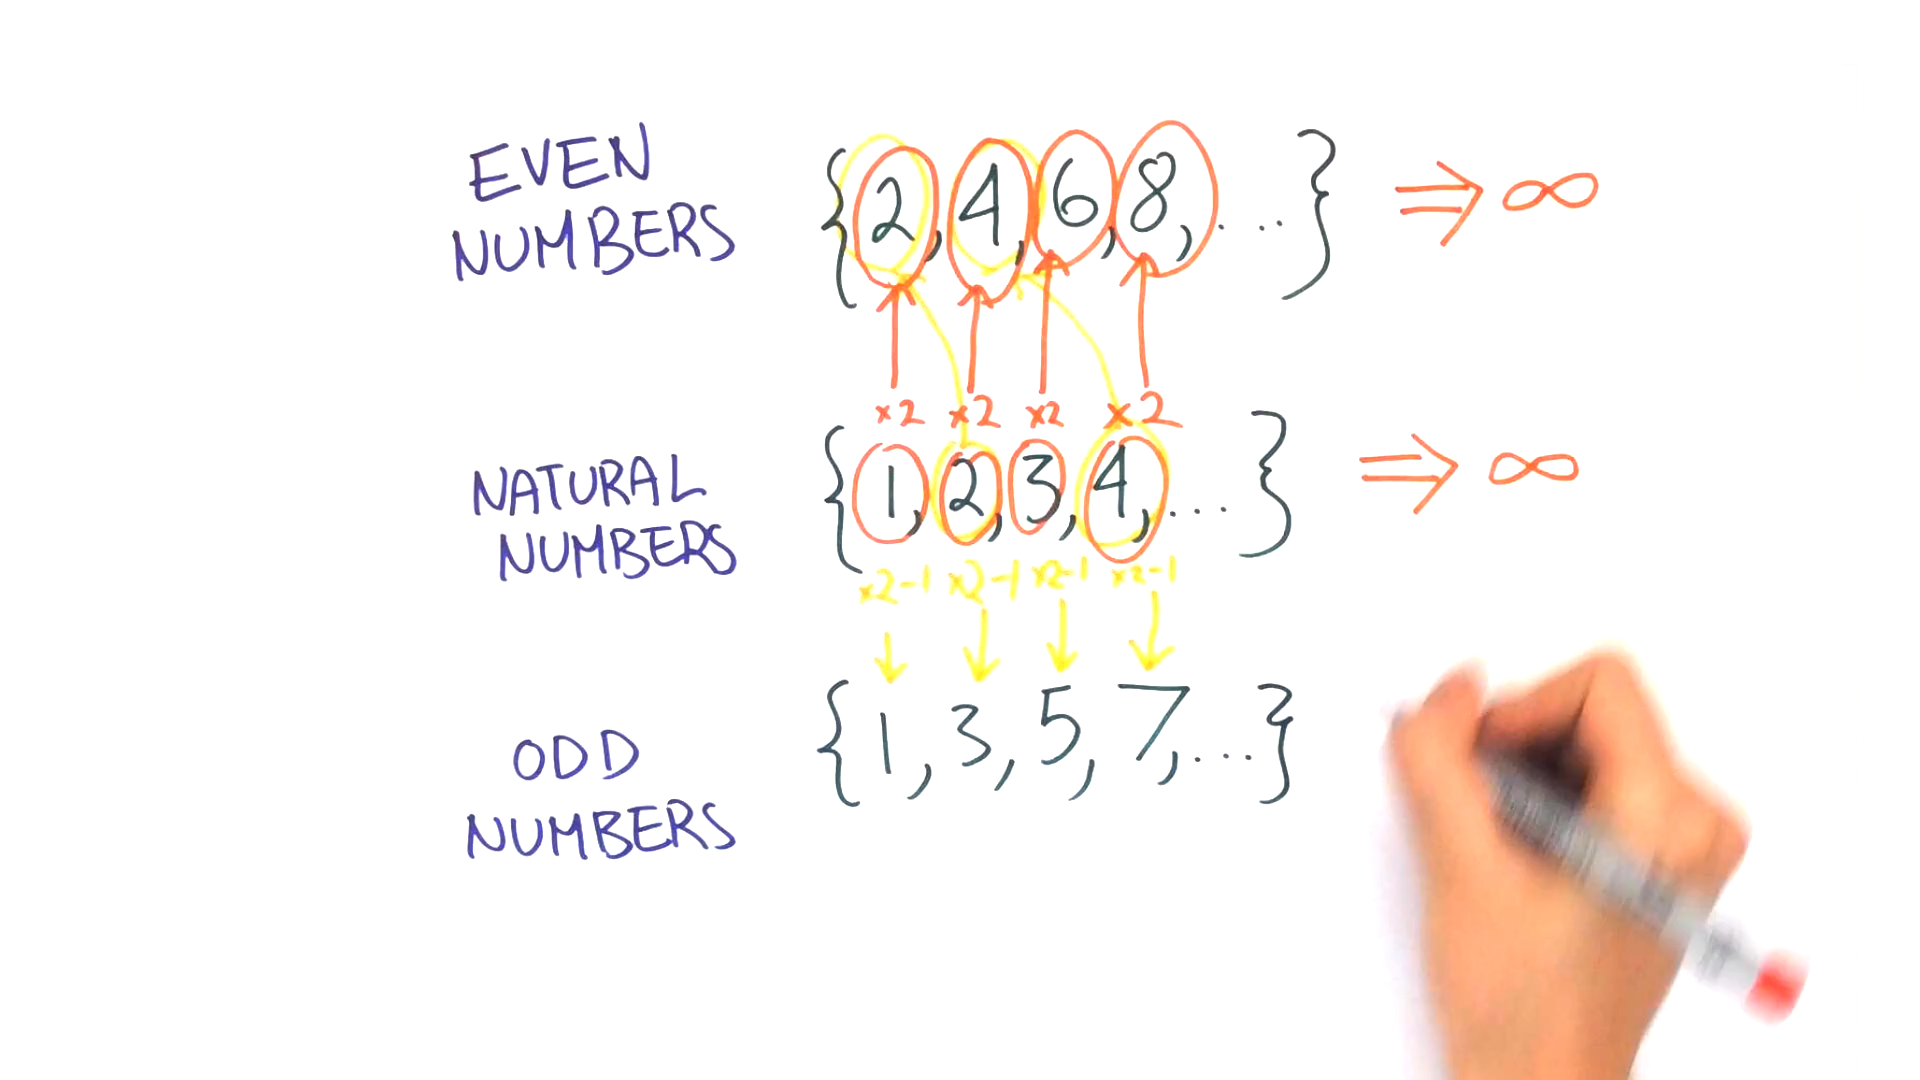 EVEN
NUMBERS
{2, 4, 6, 8, ....} ⇒ ∞
×2 ×2 ×2 ×2
NATURAL
NUMBERS
{1, 2, 3, 4, ....} ⇒ ∞
×2-1 ×2-1 ×2-1 ×2-1
ODD
NUMBERS
{1, 3, 5, 7, ...}